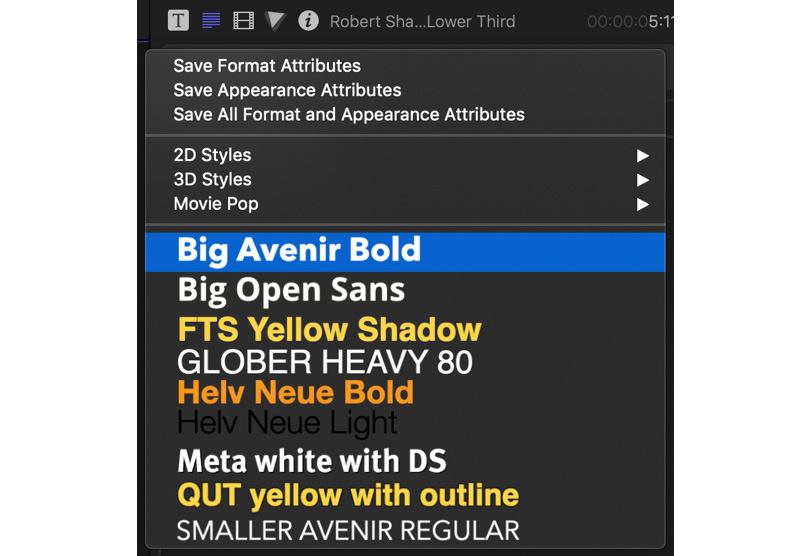 T i Robert Sha...Lower Third 00:00:05:11
Save Format Attributes
Save Appearance Attributes
Save All Format and Appearance Attributes
2D Styles
3D Styles
Movie Pop
Big Avenir Bold
Big Open Sans
FTS Yellow Shadow
GLOBER HEAVY 80
Helv Neue Bold
Helv Neue Light
Meta white with DS
QUT yellow with outline
SMALLER AVENIR REGULAR